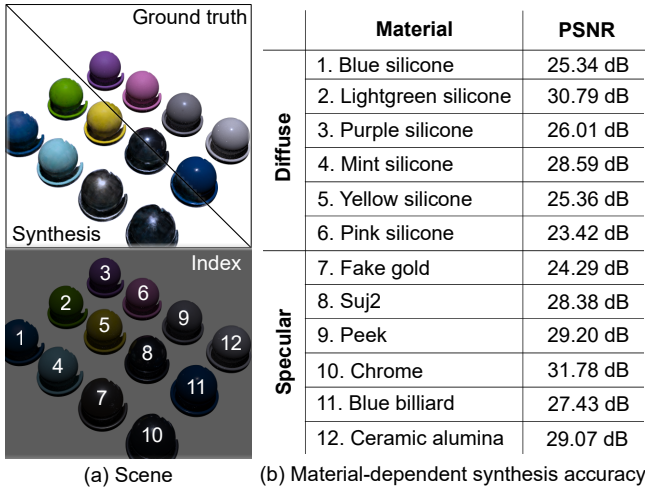 Ground truth
Synthesis
Index
3
2
6
1
5
9
4
8
12
7
11
10
(a) Scene
Material PSNR
Diffuse
1. Blue silicone 25.34 dB
2. Lightgreen silicone 30.79 dB
3. Purple silicone 26.01 dB
4. Mint silicone 28.59 dB
5. Yellow silicone 25.36 dB
6. Pink silicone 23.42 dB
Specular
7. Fake gold 24.29 dB
8. Suj2 28.38 dB
9. Peek 29.20 dB
10. Chrome 31.78 dB
11. Blue billiard 27.43 dB
12. Ceramic alumina 29.07 dB
(b) Material-dependent synthesis accuracy